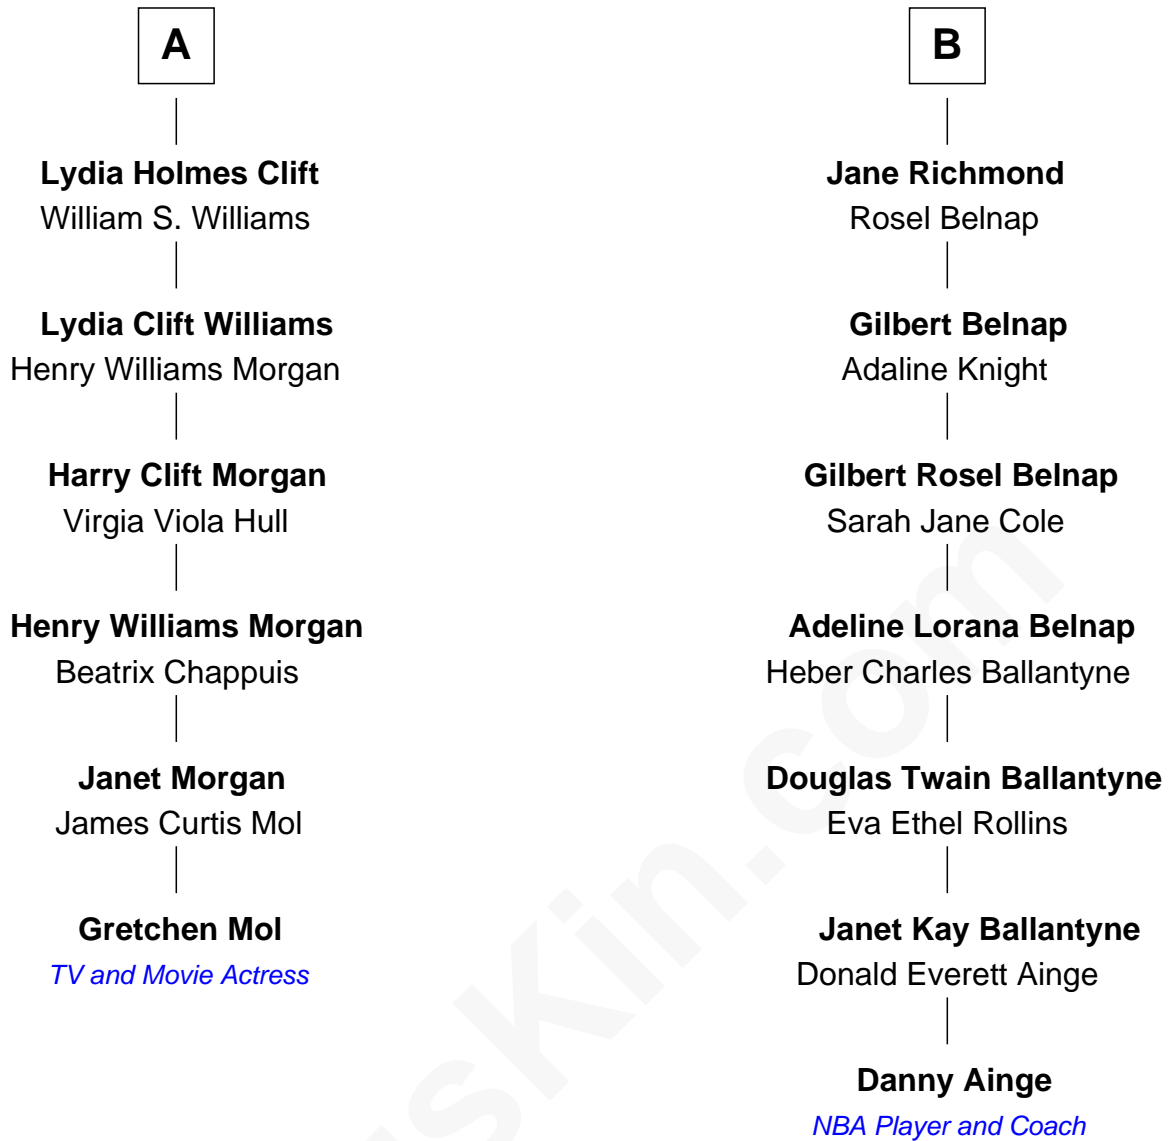 A
Lydia Holmes Clift
William S. Williams
Lydia Clift Williams
Henry Williams Morgan
Harry Clift Morgan
Virgia Viola Hull
Henry Williams Morgan
Beatrix Chappuis
Janet Morgan
James Curtis Mol
Gretchen Mol
TV and Movie Actress
B
Jane Richmond
Rosel Belnap
Gilbert Belnap
Adaline Knight
Gilbert Rosel Belnap
Sarah Jane Cole
Adeline Lorana Belnap
Heber Charles Ballantyne
Douglas Twain Ballantyne
Eva Ethel Rollins
Janet Kay Ballantyne
Donald Everett Ainge
Danny Ainge
NBA Player and Coach
sKin.com